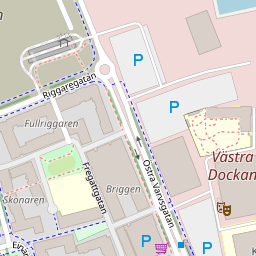 P
Riggaregatan
P
Fullriggaren
Östra Varvsgatan
Västra
Dockan
Fregattgatan
Briggen
Skonaren
P
P